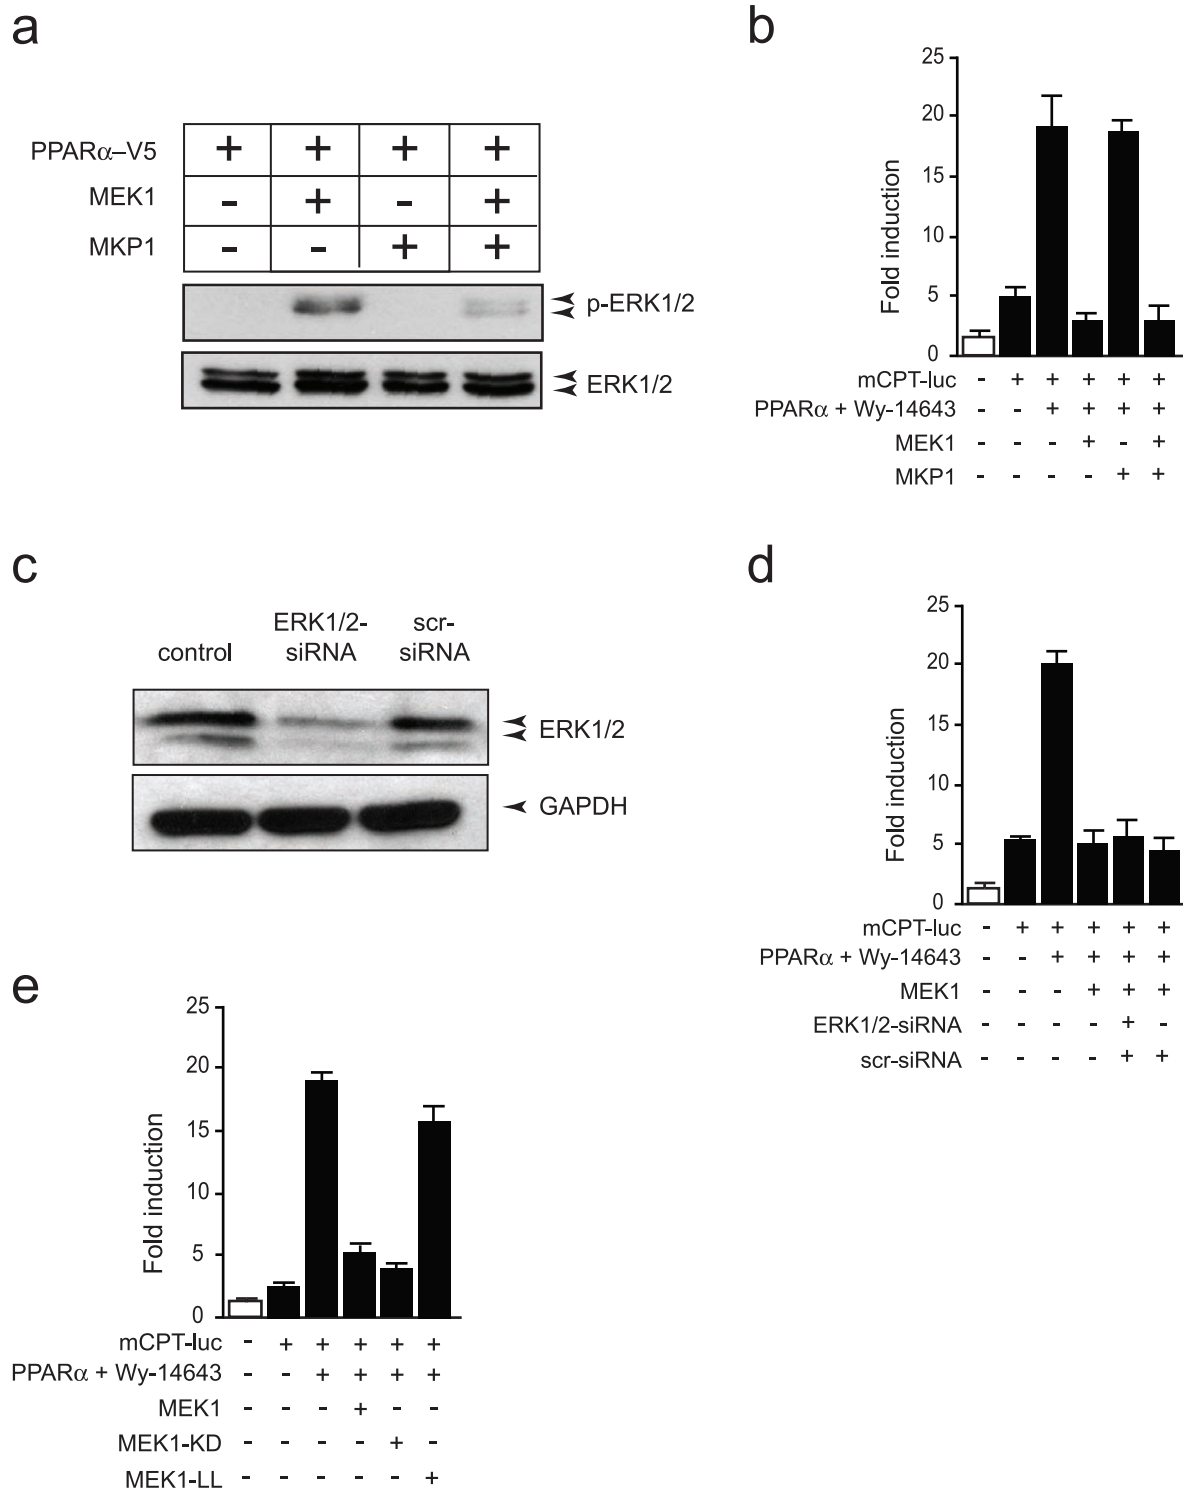 a
PPARα–V5 + + + +
MEK1 - + - +
MKP1 - - + +
p-ERK1/2
ERK1/2
b
25
20
15
10
5
0
Fold induction
mCPT-luc - + + + + +
PPARα + Wy-14643 - - + + + +
MEK1 - - - + - +
MKP1 - - - - + +
c
control
ERK1/2-
siRNA
scr-
siRNA
ERK1/2
GAPDH
d
25
20
15
10
5
0
Fold induction
mCPT-luc - + + + + +
PPARα + Wy-14643 - - + + + +
MEK1 - - - + + +
ERK1/2-siRNA - - - - + -
scr-siRNA - - - - + +
e
25
20
15
10
5
0
Fold induction
mCPT-luc - + + + + +
PPARα + Wy-14643 - - + + + +
MEK1 - - - + - -
MEK1-KD - - - - + -
MEK1-LL - - - - - +